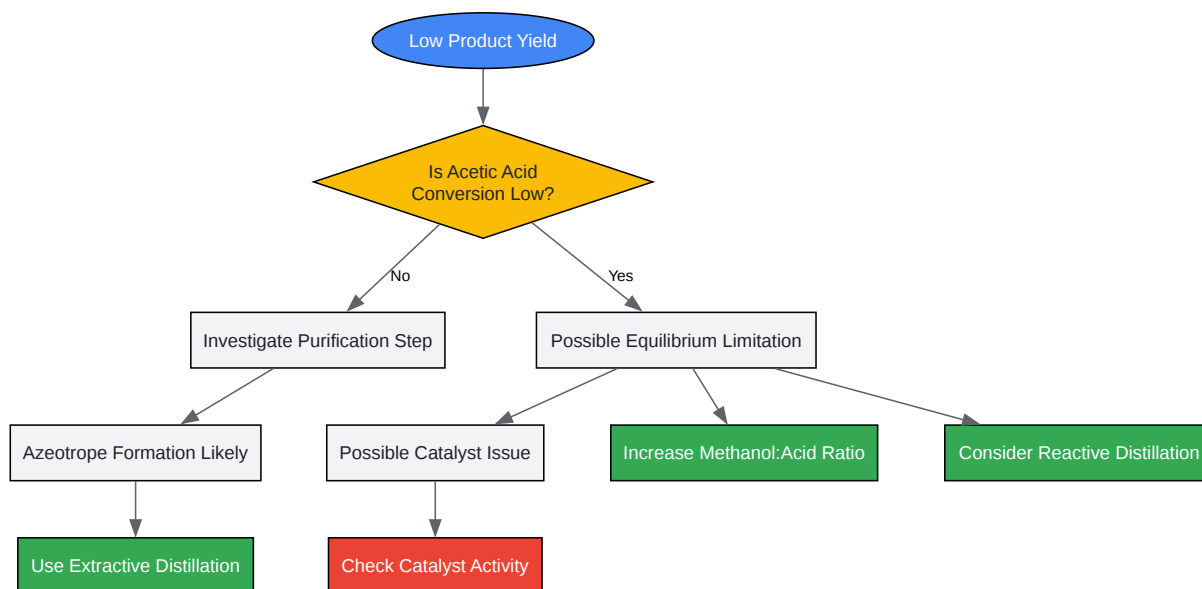 Low Product Yield
Is Acetic Acid
Conversion Low?
No
Yes
Investigate Purification Step
Possible Equilibrium Limitation
Azeotrope Formation Likely
Possible Catalyst Issue
Increase Methanol:Acid Ratio
Consider Reactive Distillation
Use Extractive Distillation
Check Catalyst Activity